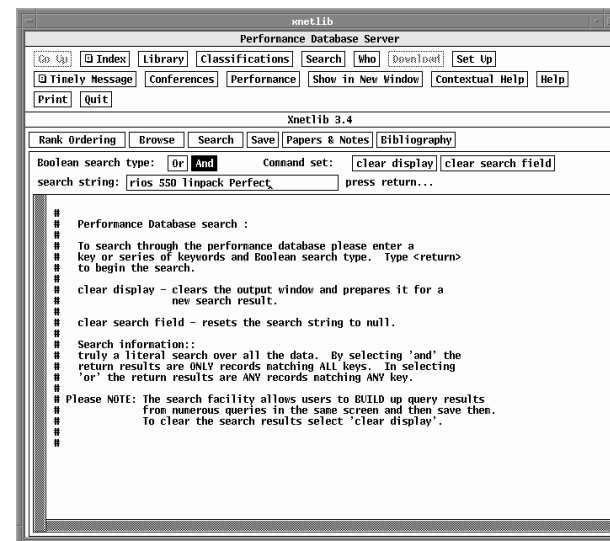 xnetlib
Performance Database Server
Go Up Index Library Classifications Search Who Download Set Up
Timely Message Conferences Performance Show in New Window Contextual Help Help
Print Quit
Xnetlib 3.4
Rank Ordering Browse Search Save Papers & Notes Bibliography
Boolean search type: Or And Command set: clear display clear search field
search string: rios 550 linpack Perfect press return...
#
# Performance Database search :
#
# To search through the performance database please enter a
# key or series of keywords and Boolean search type. Type <return>
# to begin the search.
#
# clear display - clears the output window and prepares it for a
# new search result.
#
# clear search field - resets the search string to null.
#
# Search information::
# truly a literal search over all the data. By selecting 'and' the
# return results are ONLY records matching ALL keys. In selecting
# 'or' the return results are ANY records matching ANY key.
#
# Please NOTE: The search facility allows users to BUILD up query results
# from numerous queries in the same screen and then save them.
# To clear the search results select 'clear display'.
#
#